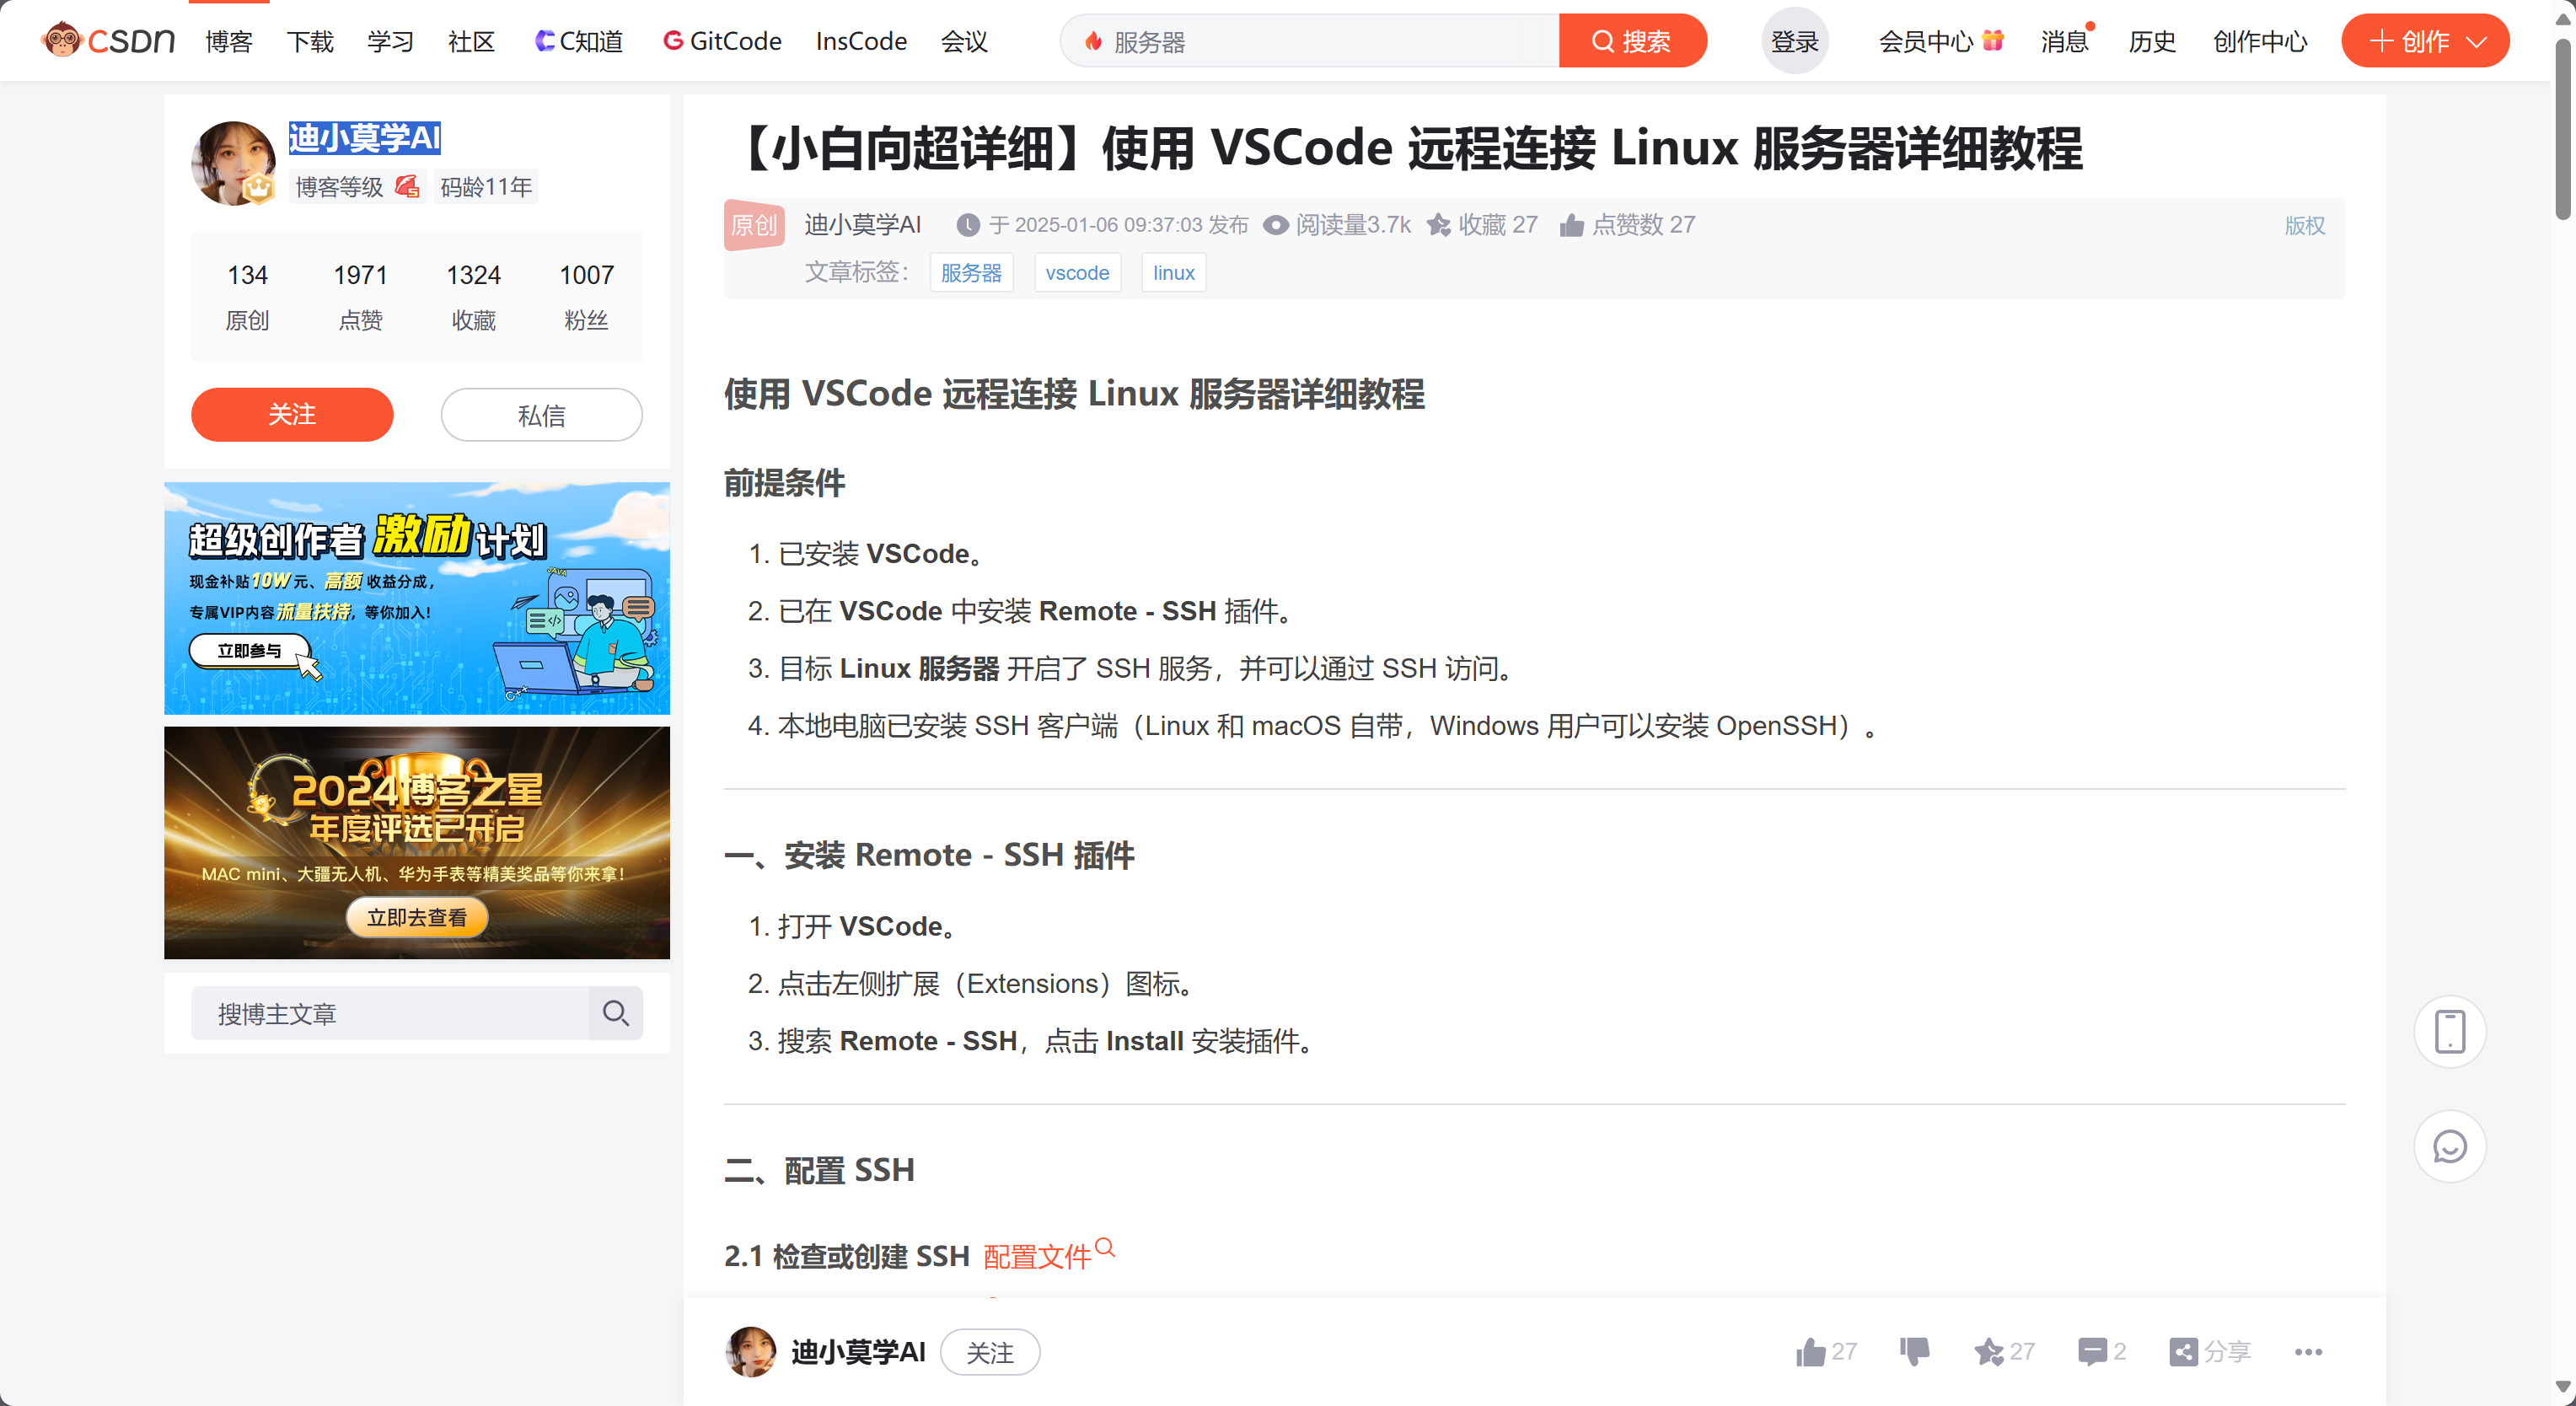 CSDN 博客 下载 学习 社区 C知道 GitCode InsCode 会议 服务器 搜索 登录 会员中心 消息 历史 创作中心 创作
迪小莫学AI
博客等级 码龄11年
134 1971 1324 1007
原创 点赞 收藏 粉丝
关注 私信
超级创作者 激励 计划
现金补贴10W元、高额收益分成，
专属VIP内容流量扶持，等你加入！
立即参与
JAVA
C++
2024博客之星
年度评选已开启
MAC mini、大疆无人机、华为手表等精美奖品等你来拿！
立即去查看
搜博主文章
【小白向超详细】使用 VSCode 远程连接 Linux 服务器详细教程
原创 迪小莫学AI 于 2025-01-06 09:37:03 发布 阅读量3.7k 收藏 27 点赞数 27 版权
文章标签： 服务器 vscode linux
使用 VSCode 远程连接 Linux 服务器详细教程
前提条件
1. 已安装 VSCode。
2. 已在 VSCode 中安装 Remote - SSH 插件。
3. 目标 Linux 服务器 开启了 SSH 服务，并可以通过 SSH 访问。
4. 本地电脑已安装 SSH 客户端（Linux 和 macOS 自带，Windows 用户可以安装 OpenSSH）。
一、安装 Remote - SSH 插件
1. 打开 VSCode。
2. 点击左侧扩展（Extensions）图标。
3. 搜索 Remote - SSH，点击 Install 安装插件。
二、配置 SSH
2.1 检查或创建 SSH 配置文件
迪小莫学AI 关注 27 27 2 分享